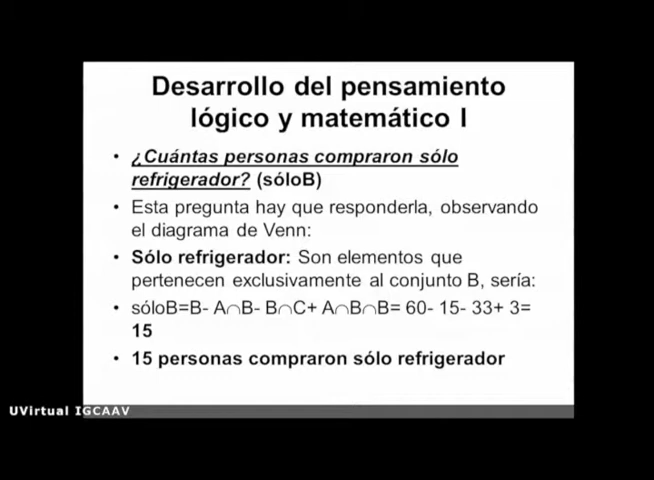 Desarrollo del pensamiento
lógico y matemático I
• ¿Cuántas personas compraron sólo
refrigerador? (sóloB)
• Esta pregunta hay que responderla, observando
el diagrama de Venn:
• Sólo refrigerador: Son elementos que
pertenecen exclusivamente al conjunto B, sería:
• sóloB=B- A∩B- B∩C+ A∩B∩B= 60- 15- 33+ 3=
15
• 15 personas compraron sólo refrigerador
UVirtual IGCAAV